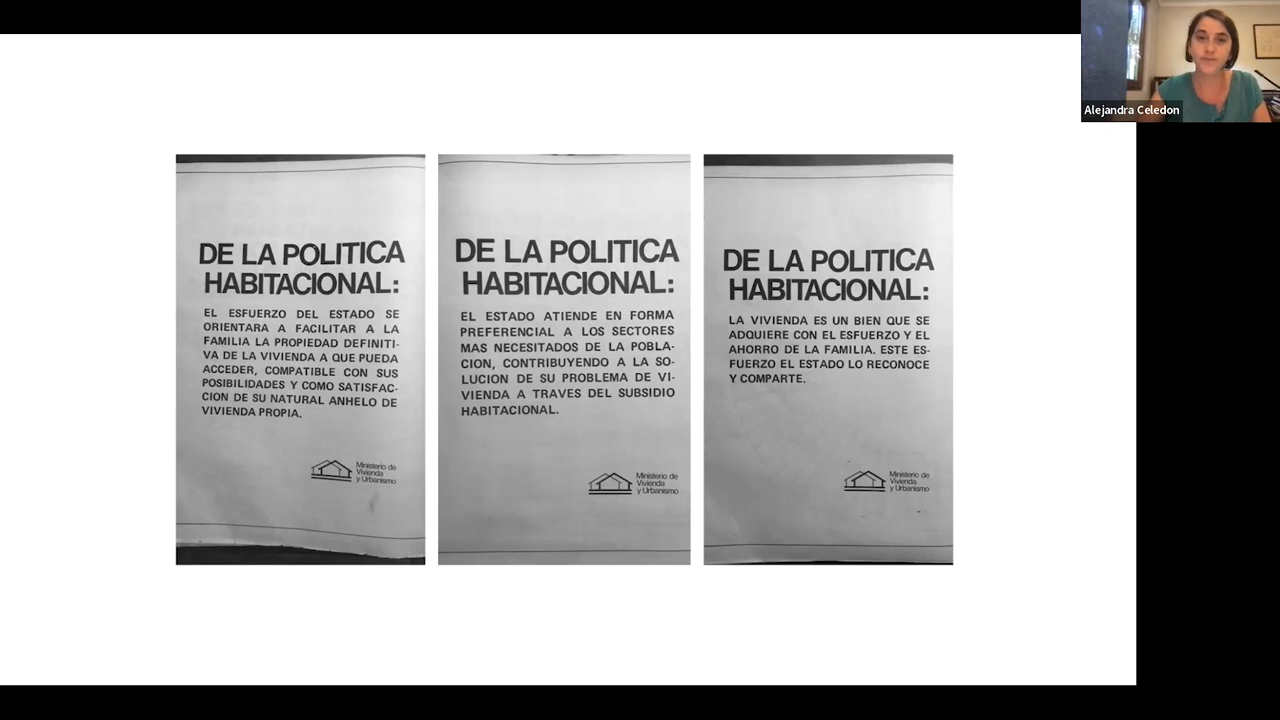 Alejandra Celedon
DE LA POLITICA
HABITACIONAL:
EL ESFUERZO DEL ESTADO SE
ORIENTARA A FACILITAR A LA
FAMILIA LA PROPIEDAD DEFINITI-
VA DE LA VIVIENDA A QUE PUEDA
ACCEDER, COMPATIBLE CON SUS
POSIBILIDADES Y COMO SATISFAC-
CION DE SU NATURAL ANHELO DE
VIVIENDA PROPIA.
Ministerio de
Vivienda
y Urbanismo
DE LA POLITICA
HABITACIONAL:
EL ESTADO ATIENDE EN FORMA
PREFERENCIAL A LOS SECTORES
MAS NECESITADOS DE LA POBLA-
CION, CONTRIBUYENDO A LA SO-
LUCION DE SU PROBLEMA DE VI-
VIENDA A TRAVES DEL SUBSIDIO
HABITACIONAL.
Ministerio de
Vivienda
y Urbanismo
DE LA POLITICA
HABITACIONAL:
LA VIVIENDA ES UN BIEN QUE SE
ADQUIERE CON EL ESFUERZO Y EL
AHORRO DE LA FAMILIA. ESTE ES-
FUERZO EL ESTADO LO RECONOCE
Y COMPARTE.
Ministerio de
Vivienda
y Urbanismo